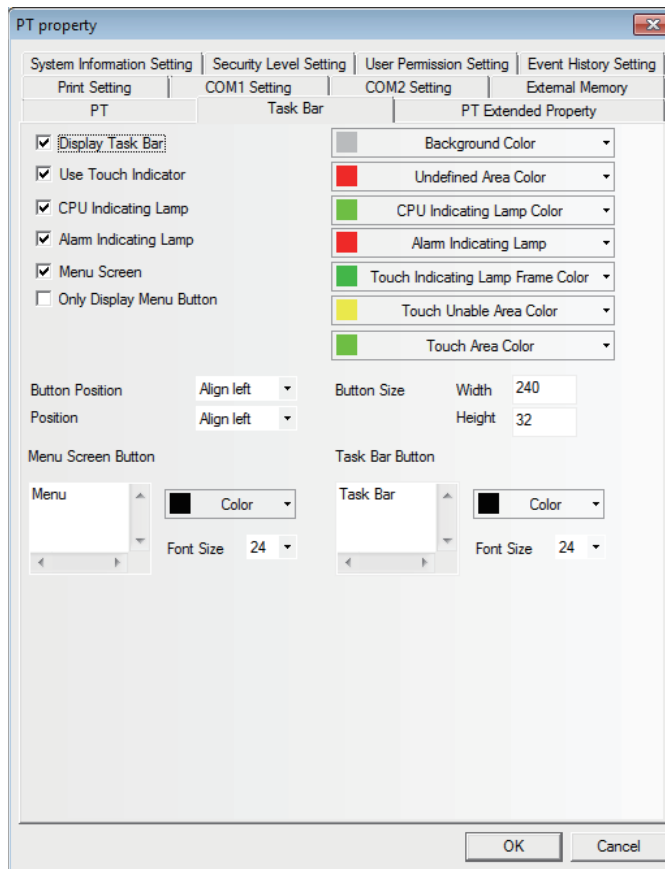 PT property
System Information Setting Security Level Setting User Permission Setting Event History Setting
Print Setting COM1 Setting COM2 Setting External Memory
PT Task Bar PT Extended Property
Display Task Bar Background Color
Use Touch Indicator Undefined Area Color
CPU Indicating Lamp CPU Indicating Lamp Color
Alarm Indicating Lamp Alarm Indicating Lamp
Menu Screen Touch Indicating Lamp Frame Color
Only Display Menu Button Touch Unable Area Color
Touch Area Color
Button Position Align left Button Size Width 240
Position Align left Height 32
Menu Screen Button Task Bar Button
Menu Color Task Bar Color
Font Size 24 Font Size 24
OK Cancel